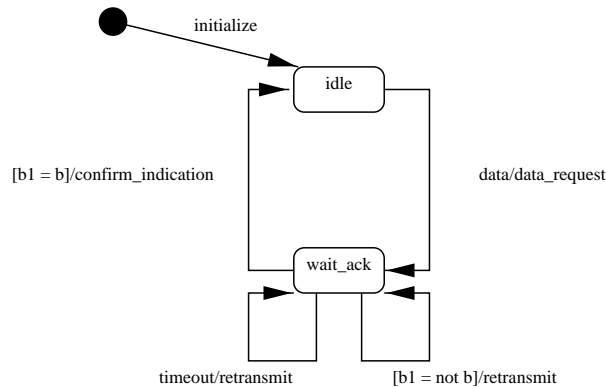 initialize
idle
[b1 = b]/confirm_indication
data/data_request
wait_ack
timeout/retransmit
[b1 = not b]/retransmit